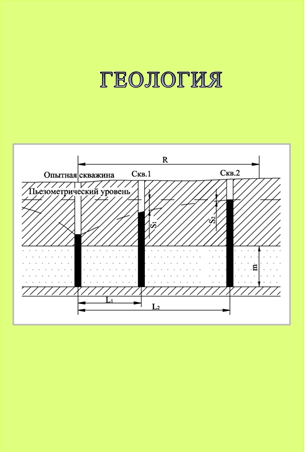 ГЕОЛОГИЯ
R
Опытная скважина Скв.1 Скв.2
Пьезометрический уровень
S₁ S₂
m
L₁
L₂